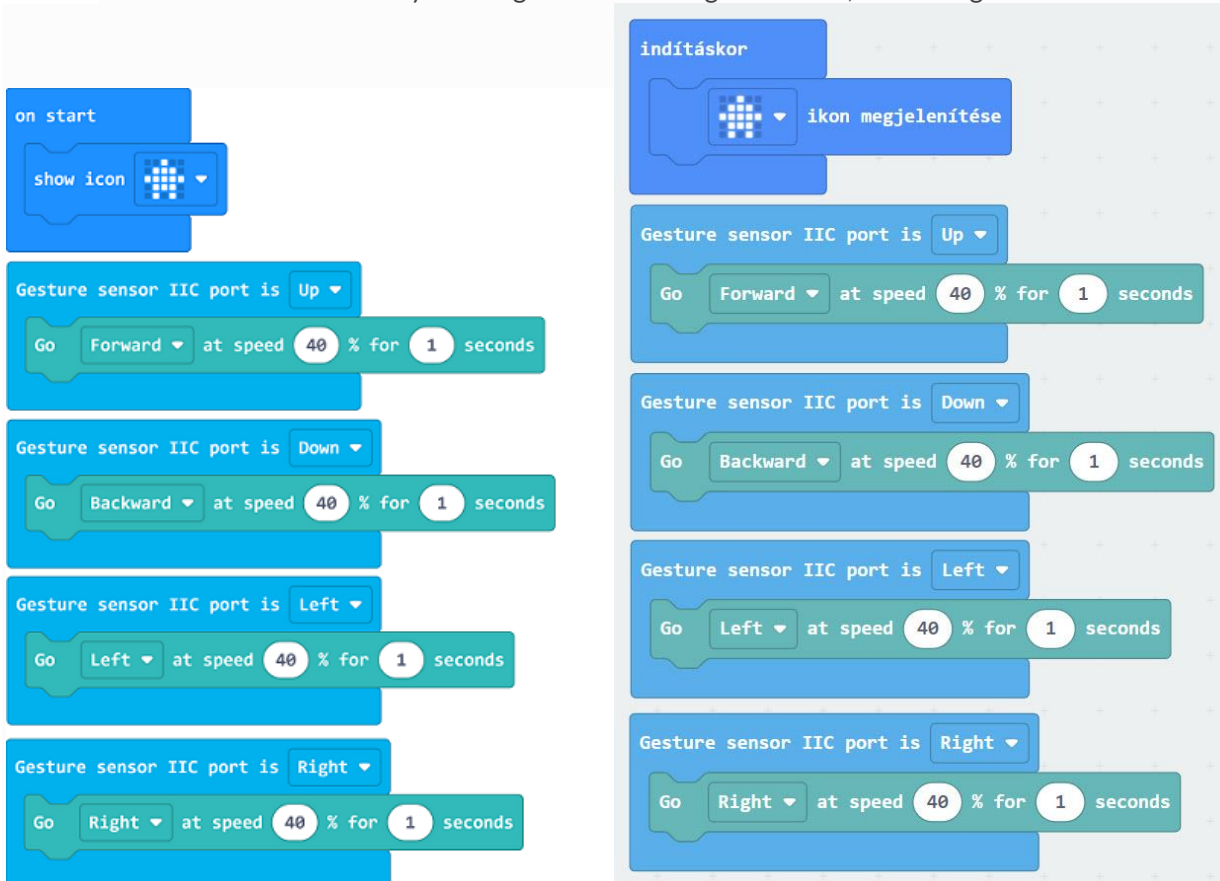 on start
show icon
Gesture sensor IIC port is Up
Go Forward at speed 40 % for 1 seconds
Gesture sensor IIC port is Down
Go Backward at speed 40 % for 1 seconds
Gesture sensor IIC port is Left
Go Left at speed 40 % for 1 seconds
Gesture sensor IIC port is Right
Go Right at speed 40 % for 1 seconds
indításkor
ikon megjelenítése
Gesture sensor IIC port is Up
Go Forward at speed 40 % for 1 seconds
Gesture sensor IIC port is Down
Go Backward at speed 40 % for 1 seconds
Gesture sensor IIC port is Left
Go Left at speed 40 % for 1 seconds
Gesture sensor IIC port is Right
Go Right at speed 40 % for 1 seconds